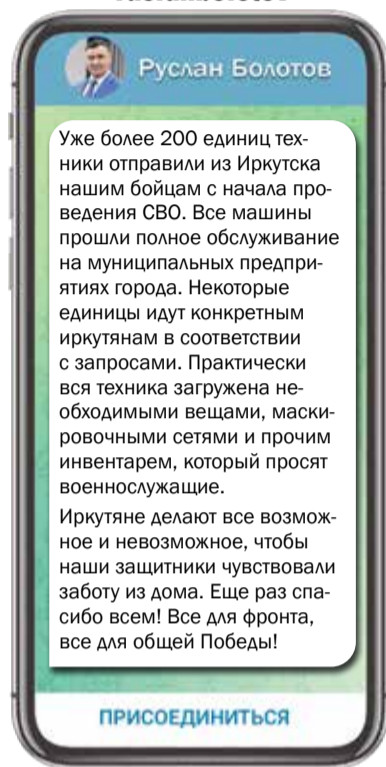 Руслан Болотов
Уже более 200 единиц тех-
ники отправили из Иркутска
нашим бойцам с начала про-
ведения СВО. Все машины
прошли полное обслуживание
на муниципальных предпри-
ятиях города. Некоторые
единицы идут конкретным
иркутянам в соответствии
с запросами. Практически
вся техника загружена не-
обходимыми вещами, маски-
ровочными сетями и прочим
инвентарем, который просят
военнослужащие.
Иркутяне делают все возмож-
ное и невозможное, чтобы
наши защитники чувствовали
заботу из дома. Еще раз спа-
сибо всем! Все для фронта,
все для общей Победы!
ПРИСОЕДИНИТЬСЯ